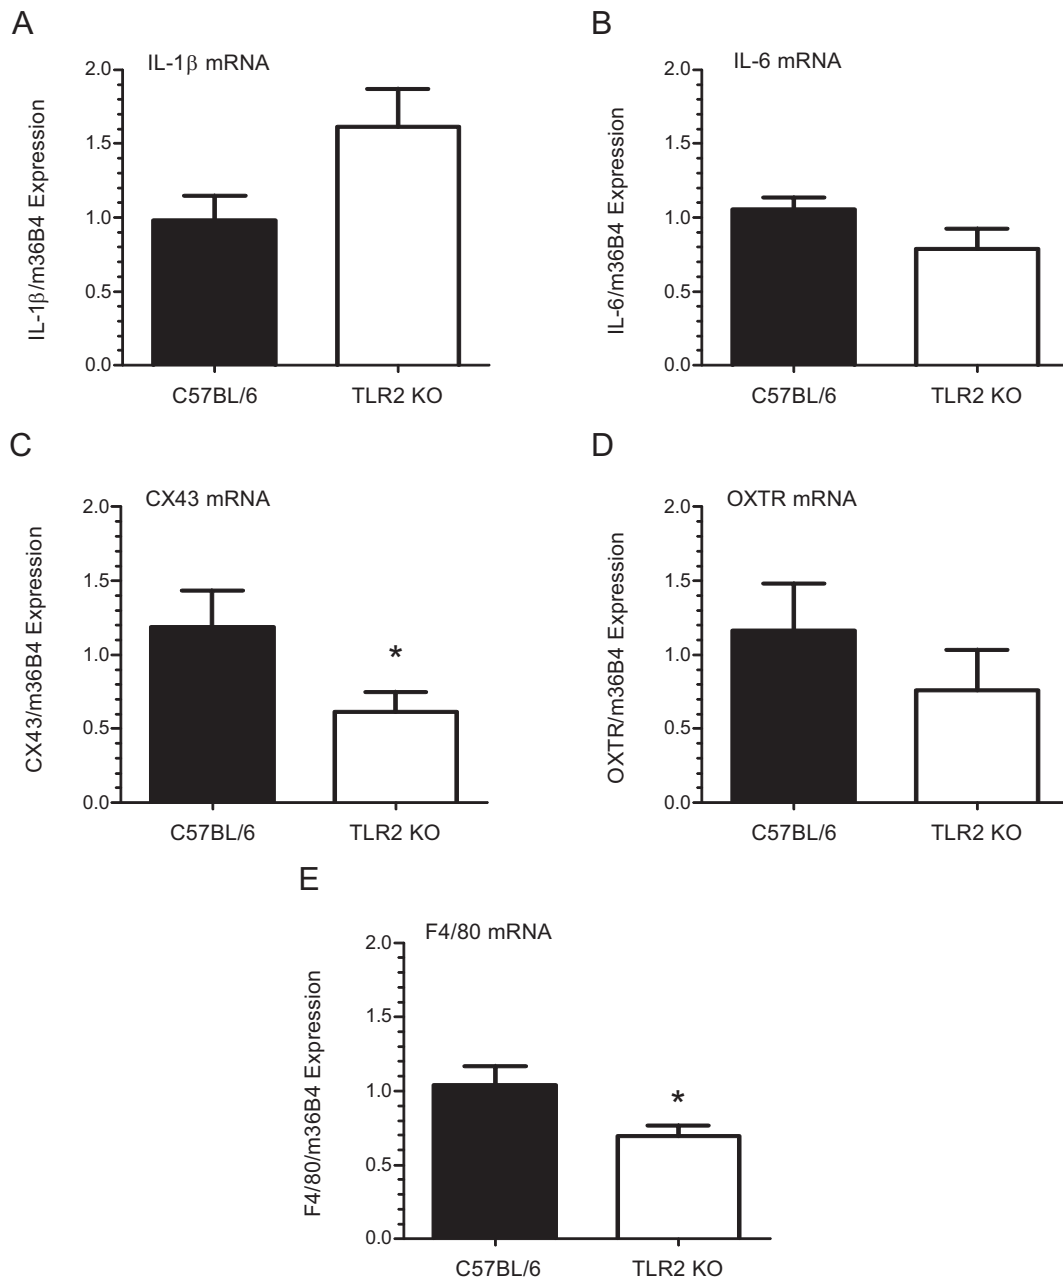 A
IL-1β mRNA
IL-1β/m36B4 Expression
2.0
1.5
1.0
0.5
0.0
C57BL/6 TLR2 KO
B
IL-6 mRNA
IL-6/m36B4 Expression
2.0
1.5
1.0
0.5
0.0
C57BL/6 TLR2 KO
C
CX43 mRNA
CX43/m36B4 Expression
2.0
1.5
1.0
0.5
0.0
*
C57BL/6 TLR2 KO
D
OXTR mRNA
OXTR/m36B4 Expression
2.0
1.5
1.0
0.5
0.0
C57BL/6 TLR2 KO
E
F4/80 mRNA
F4/80/m36B4 Expression
2.0
1.5
1.0
0.5
0.0
*
C57BL/6 TLR2 KO